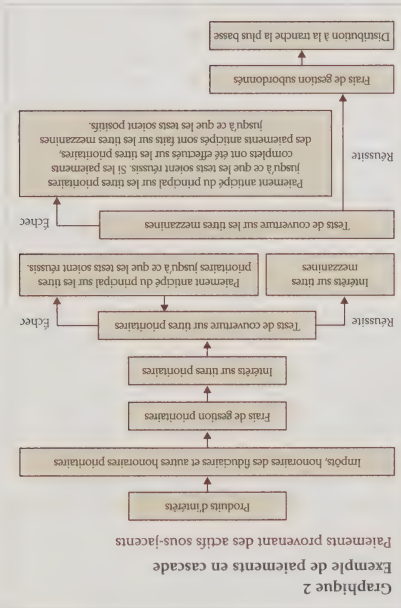 Graphique 2
Exemple de paiements en cascade
Paiements provenant des actifs sous-jacents
Produits d'intérêts
Impôts, honoraires des fiduciaires et autres honoraires prioritaires
Frais de gestion prioritaires
Intérêts sur titres prioritaires
Tests de couverture sur titres prioritaires
Réussite
Échec
Intérêts sur titres
mezzanines
Paiement anticipé du principal sur les titres
prioritaires jusqu'à ce que les tests soient réussis.
Tests de couverture sur les titres mezzanines
Échec
Paiement anticipé du principal sur les titres prioritaires
jusqu'à ce que les tests soient réussis. Si les paiements
complets ont été effectués sur les titres prioritaires,
des paiements anticipés sont faits sur les titres mezzanines
jusqu'à ce que les tests soient positifs.
Réussite
Frais de gestion subordonnés
Distribution à la tranche la plus basse